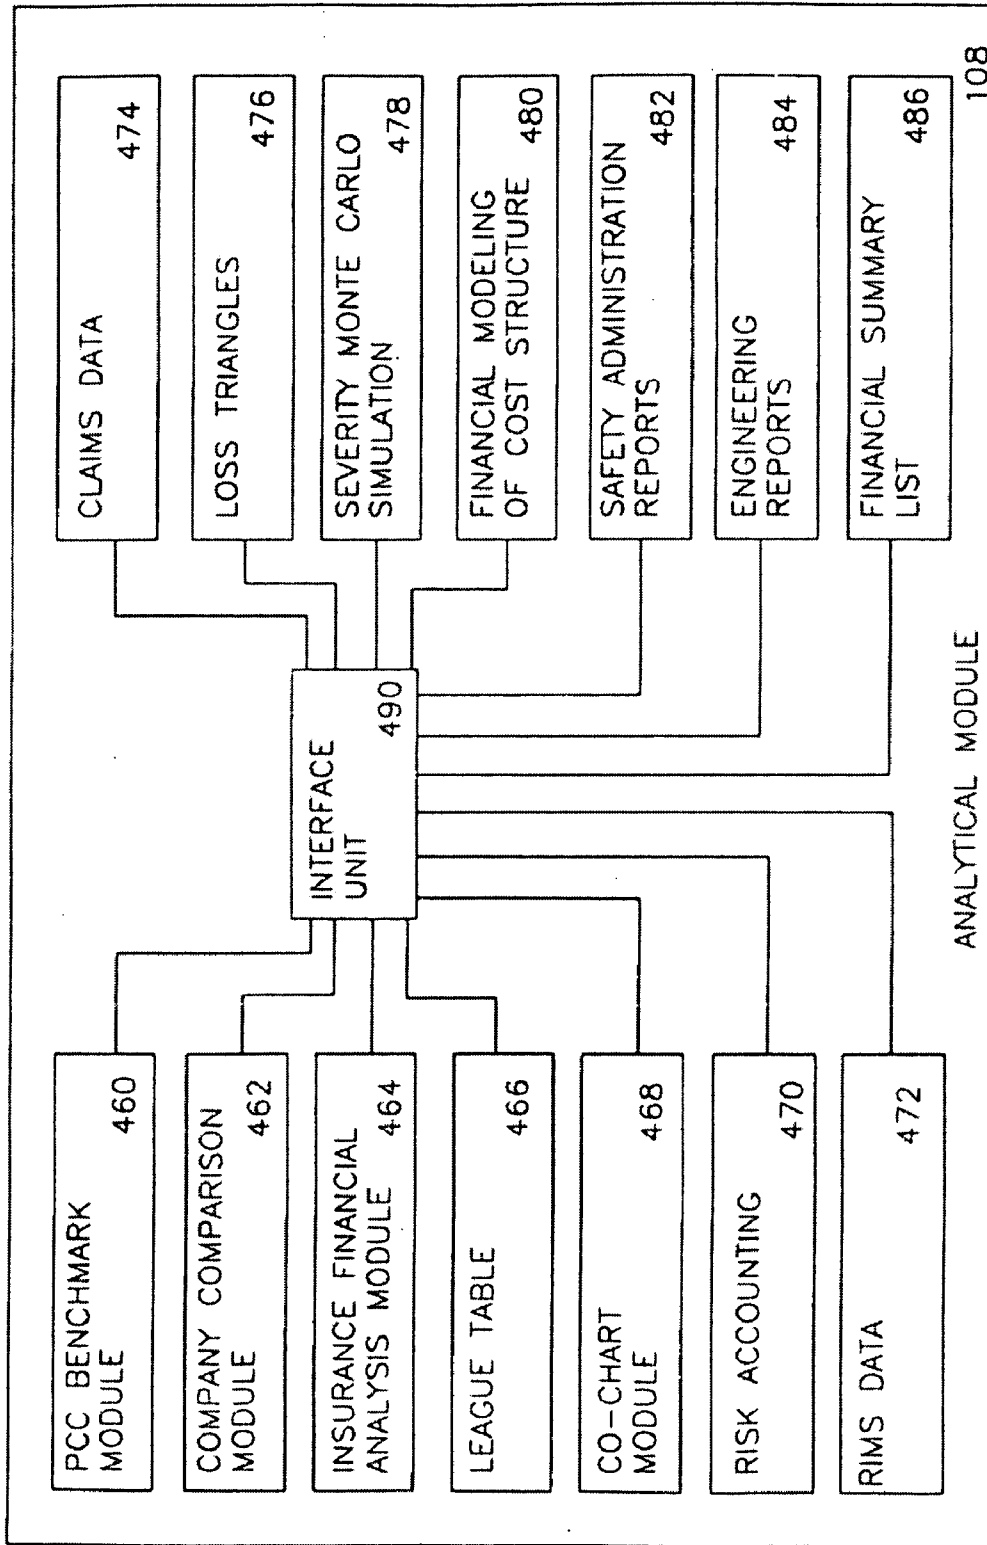 PCC BENCHMARK
MODULE
460
COMPANY COMPARISON
MODULE
462
INSURANCE FINANCIAL
ANALYSIS MODULE
464
LEAGUE TABLE
466
CO-CHART
MODULE
468
RISK ACCOUNTING
470
RIMS DATA
472
INTERFACE
UNIT
490
CLAIMS DATA
474
LOSS TRIANGLES
476
SEVERITY MONTE CARLO
SIMULATION
478
FINANCIAL MODELING
OF COST STRUCTURE
480
SAFETY ADMINISTRATION
REPORTS
482
ENGINEERING
REPORTS
484
FINANCIAL SUMMARY
LIST
486
ANALYTICAL MODULE
108